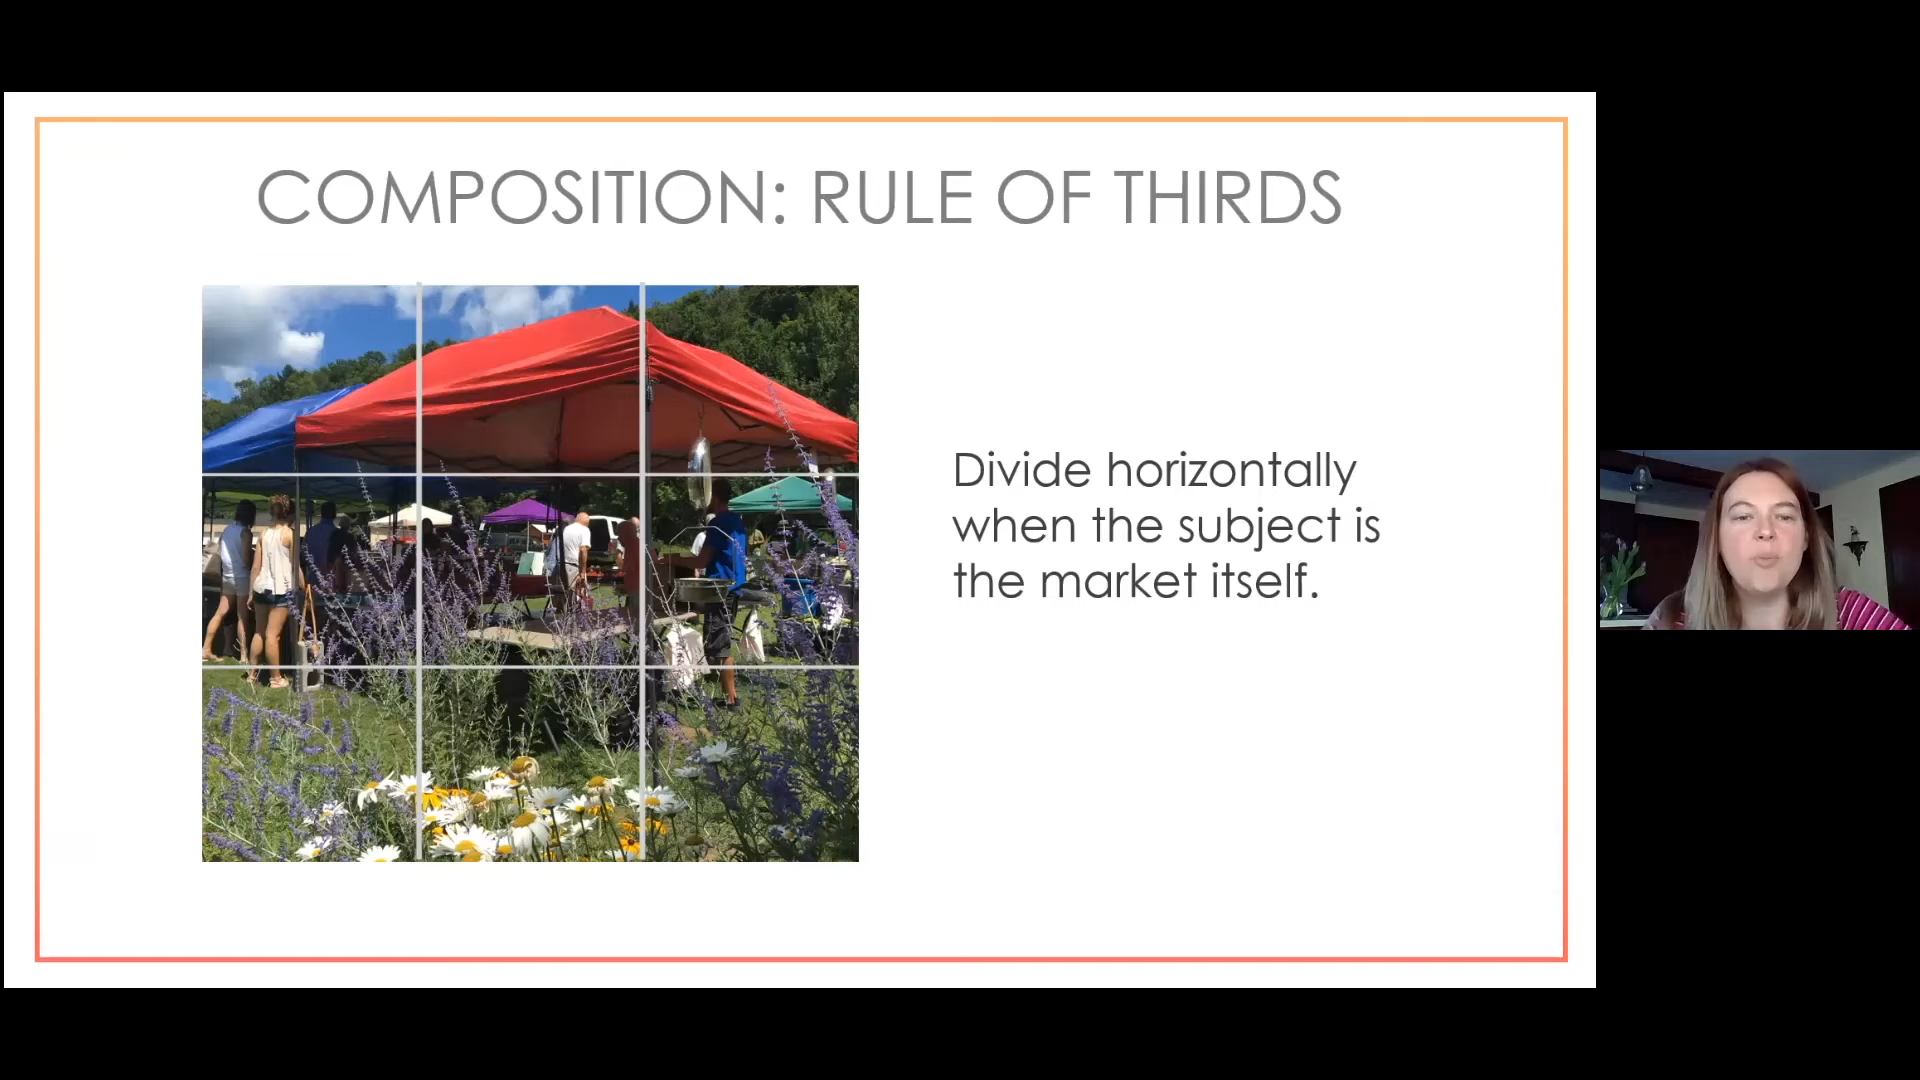 COMPOSITION: RULE OF THIRDS
Divide horizontally
when the subject is
the market itself.